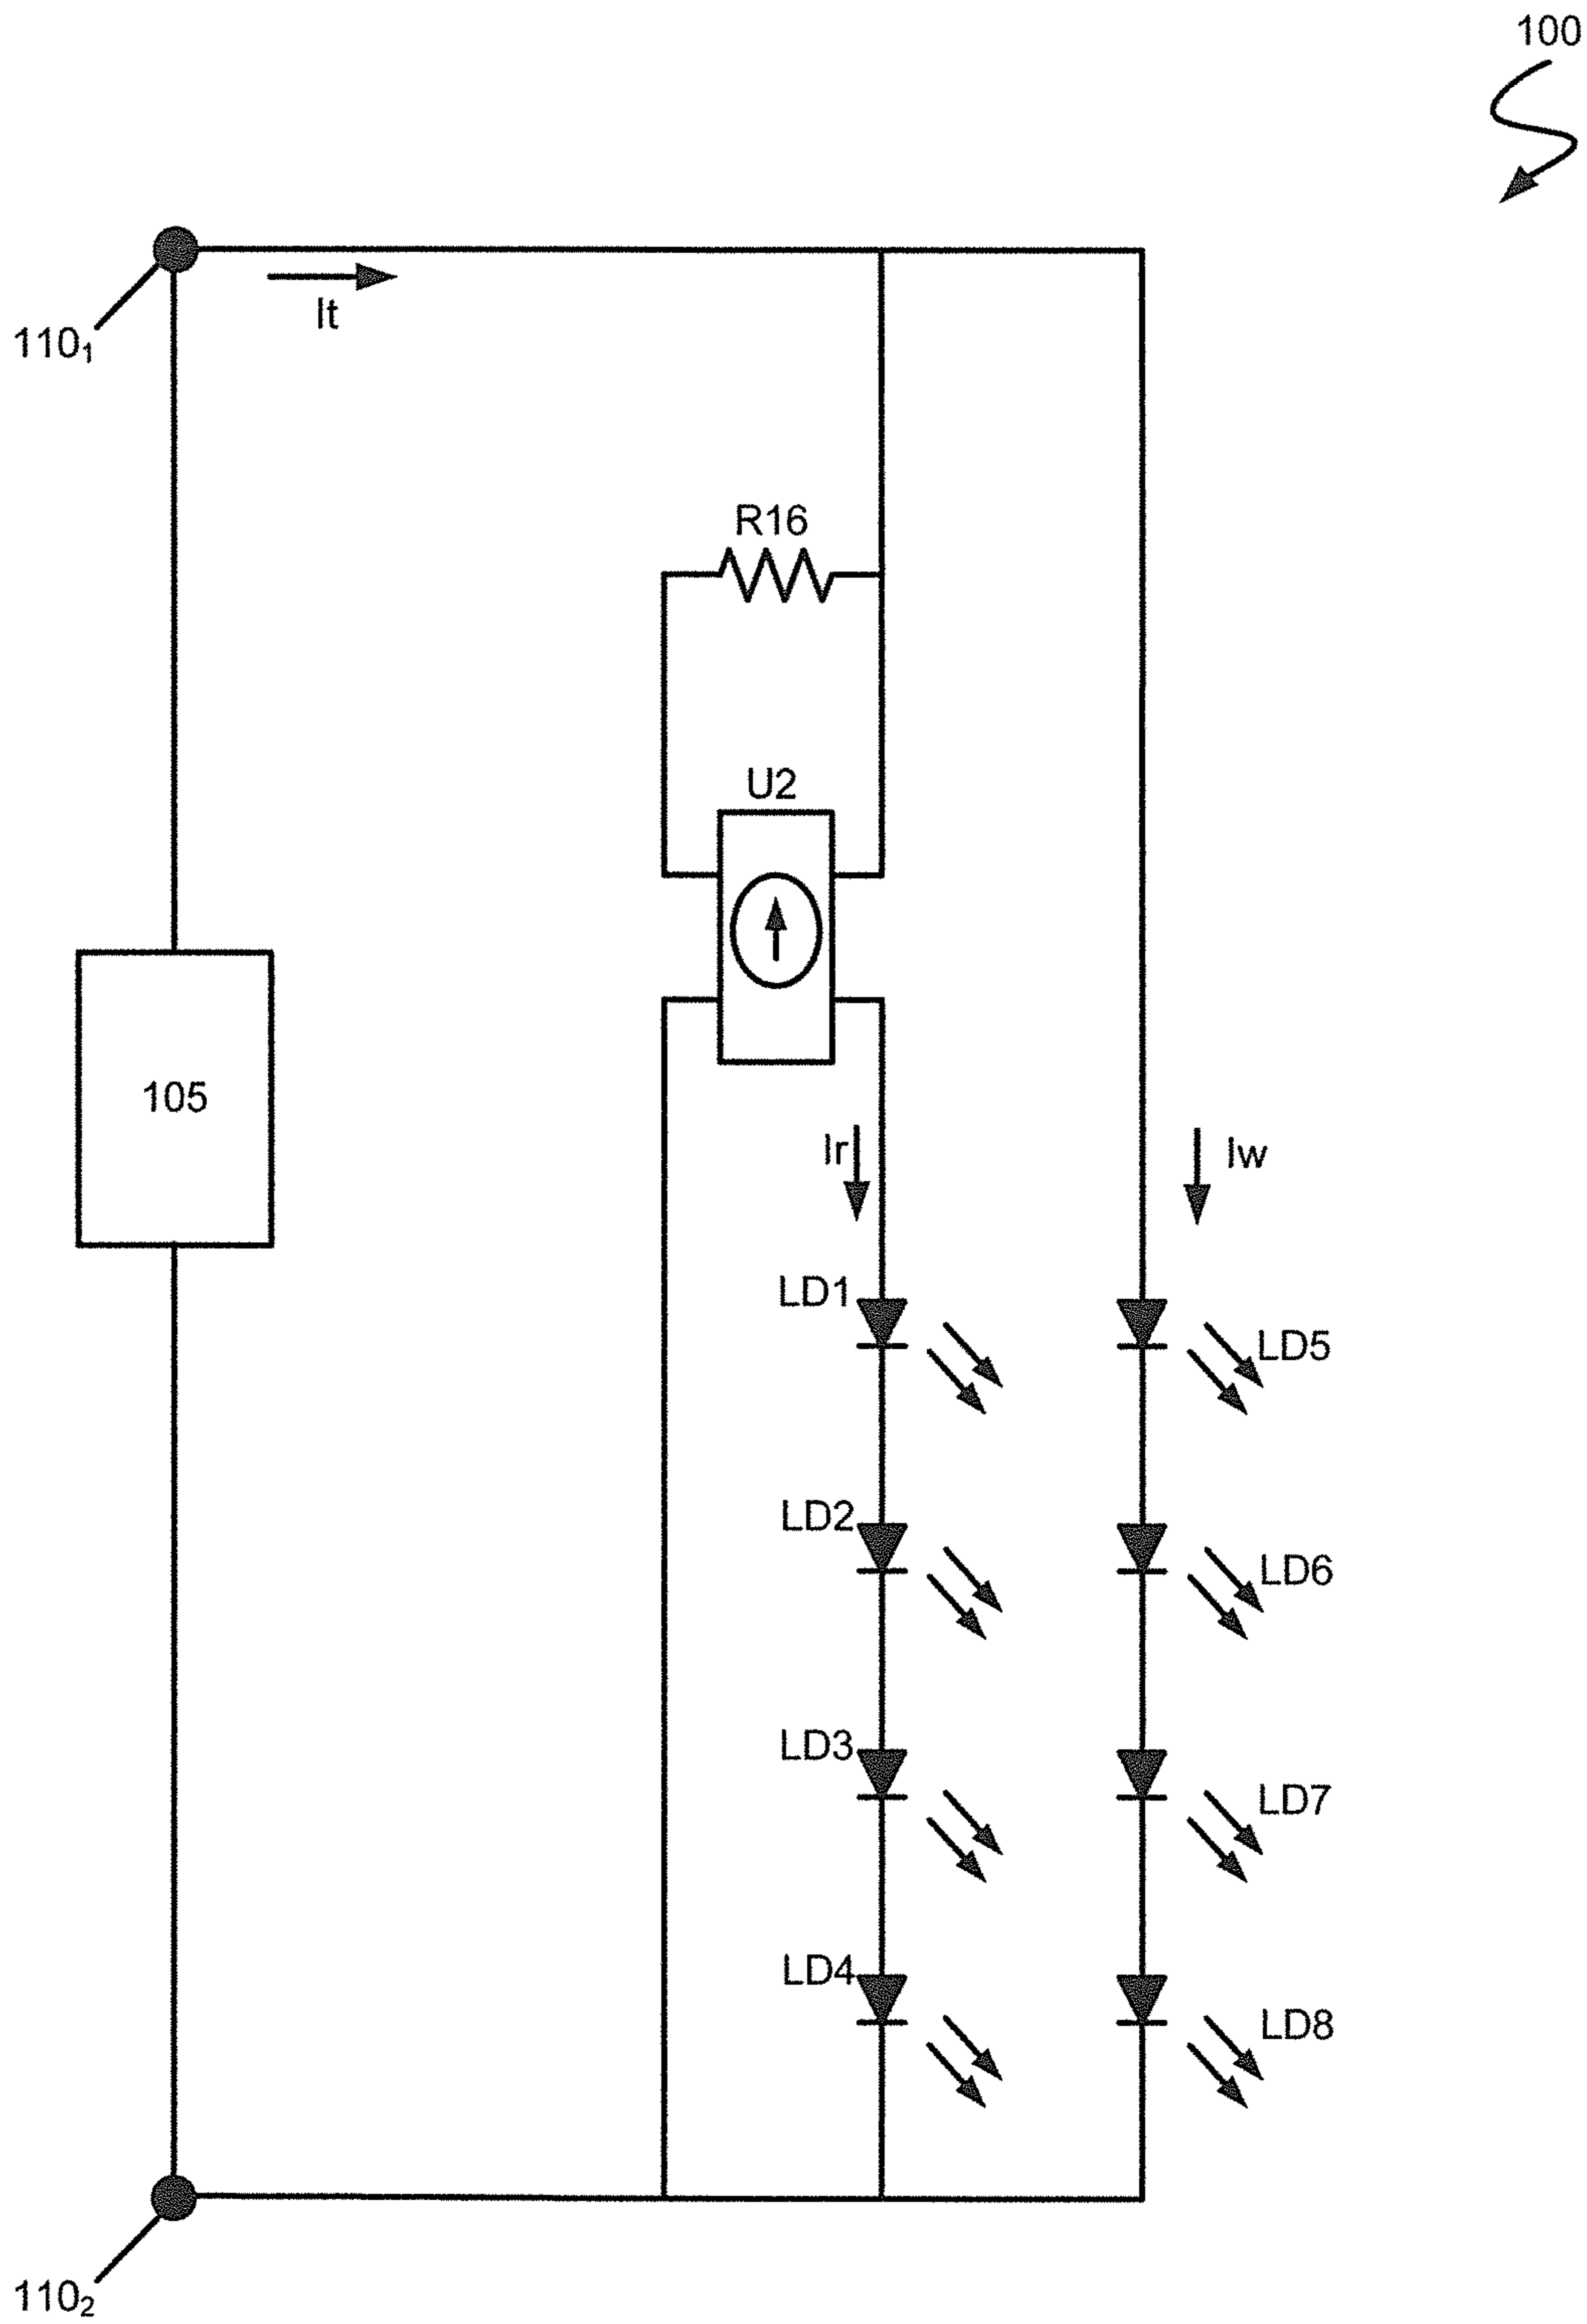 100
110₁
It
R16
U2
105
Ir
Iw
LD1
LD5
LD2
LD6
LD3
LD7
LD4
LD8
110₂